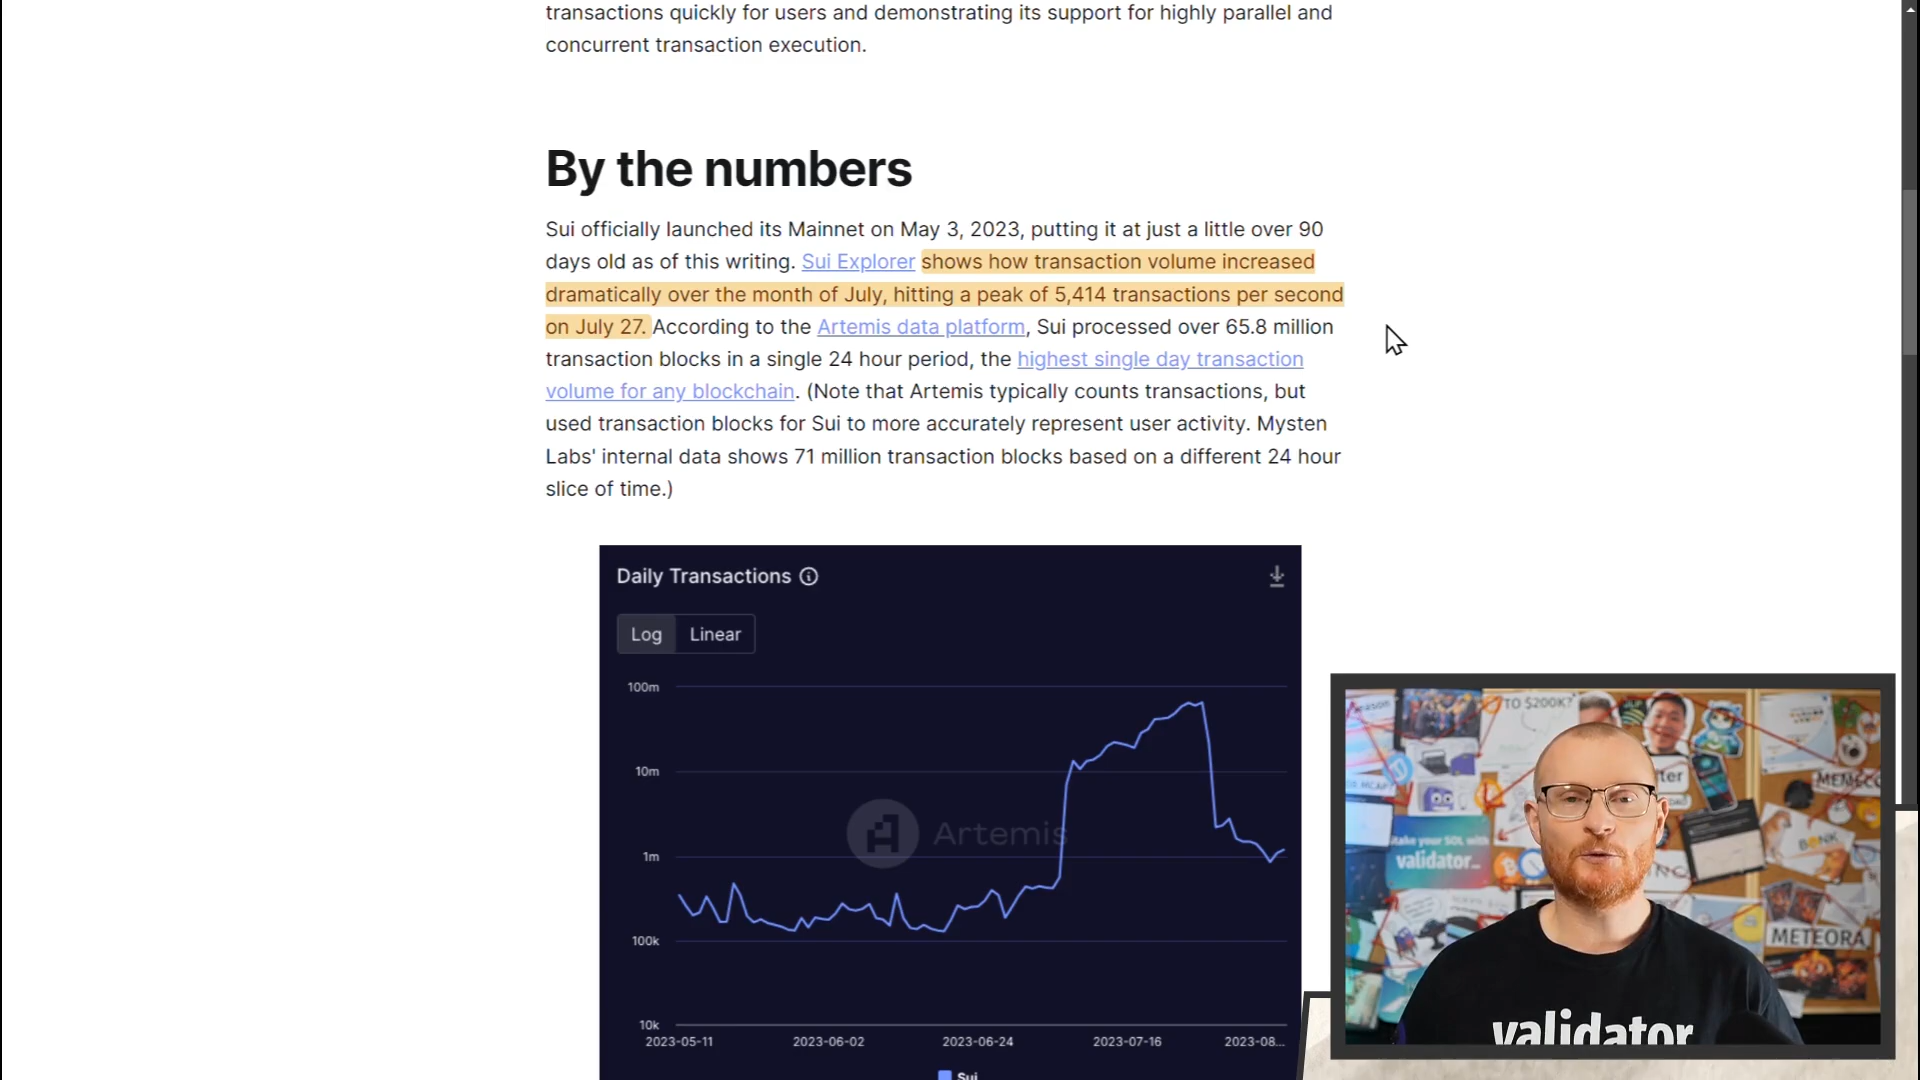 transactions quickly for users and demonstrating its support for highly parallel and
concurrent transaction execution.
By the numbers
Sui officially launched its Mainnet on May 3, 2023, putting it at just a little over 90
days old as of this writing. Sui Explorer shows how transaction volume increased
dramatically over the month of July, hitting a peak of 5,414 transactions per second
on July 27. According to the Artemis data platform, Sui processed over 65.8 million
transaction blocks in a single 24 hour period, the highest single day transaction
volume for any blockchain. (Note that Artemis typically counts transactions, but
used transaction blocks for Sui to more accurately represent user activity. Mysten
Labs' internal data shows 71 million transaction blocks based on a different 24 hour
slice of time.)
Daily Transactions
Log Linear
100m
10m
1m
100k
10k
Artemis
2023-05-11 2023-06-02 2023-06-24 2023-07-16 2023-08...
Sui
TO $200K?
your SOL with
validator
BONK
METEORA
validator